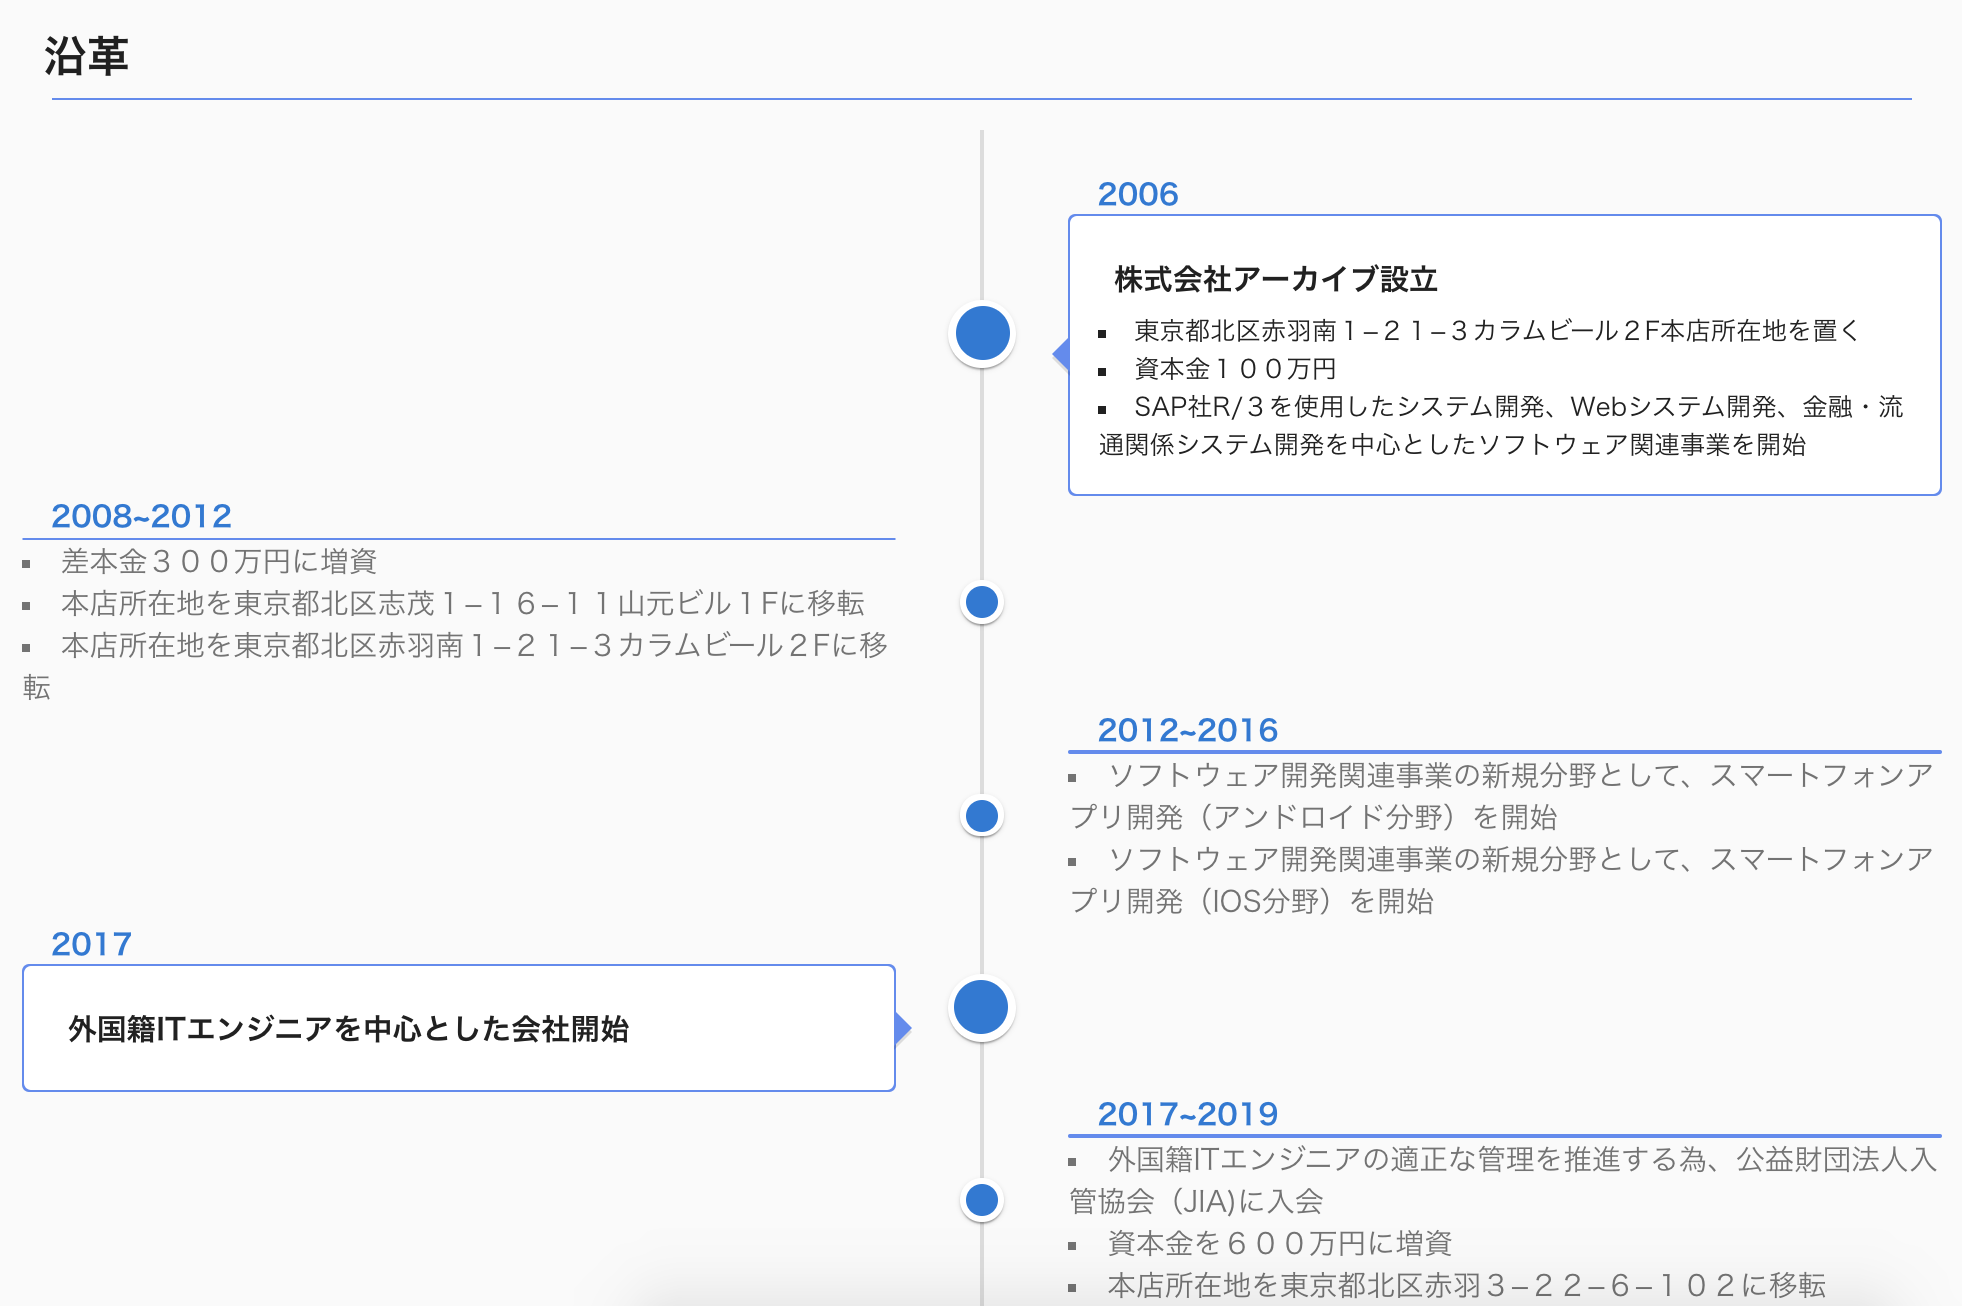 沿革
2006
株式会社アーカイブ設立
▪ 東京都北区赤羽南１−２１−３カラムビール２F本店所在地を置く
▪ 資本金１００万円
▪ SAP社R/３を使用したシステム開発、Webシステム開発、金融・流
通関係システム開発を中心としたソフトウェア関連事業を開始
2008~2012
▪ 差本金３００万円に増資
▪ 本店所在地を東京都北区志茂１−１６−１１山元ビル１Fに移転
▪ 本店所在地を東京都北区赤羽南１−２１−３カラムビール２Fに移
転
2012~2016
▪ ソフトウェア開発関連事業の新規分野として、スマートフォンア
プリ開発（アンドロイド分野）を開始
▪ ソフトウェア開発関連事業の新規分野として、スマートフォンア
プリ開発（IOS分野）を開始
2017
外国籍ITエンジニアを中心とした会社開始
2017~2019
▪ 外国籍ITエンジニアの適正な管理を推進する為、公益財団法人入
管協会（JIA)に入会
▪ 資本金を６００万円に増資
▪ 本店所在地を東京都北区赤羽３−２２−６−１０２に移転